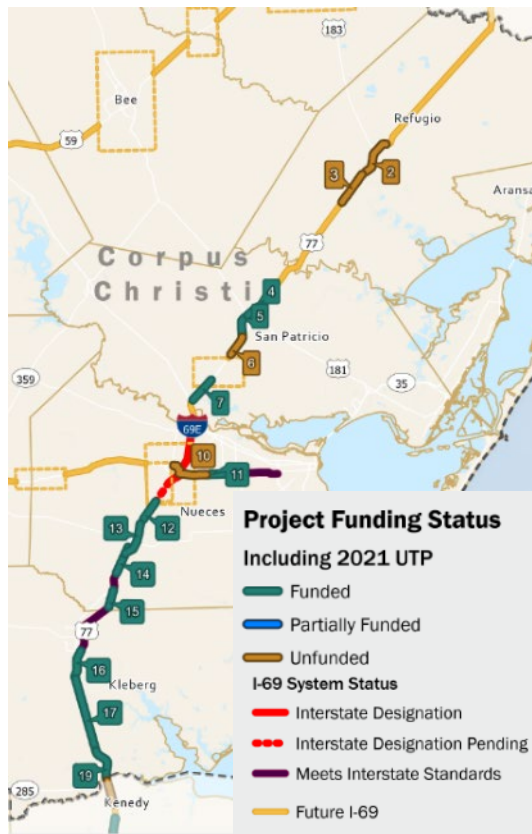 183
Bee
Refugio
59
3
2
Aransa
77
Corpus
Christi
4
5
San Patricio
6
359
181
35
7
69E
10
11
Nueces
13
12
14
15
77
16
Kleberg
17
19
285
Kenedy
Project Funding Status
Including 2021 UTP
Funded
Partially Funded
Unfunded
I-69 System Status
Interstate Designation
Interstate Designation Pending
Meets Interstate Standards
Future I-69